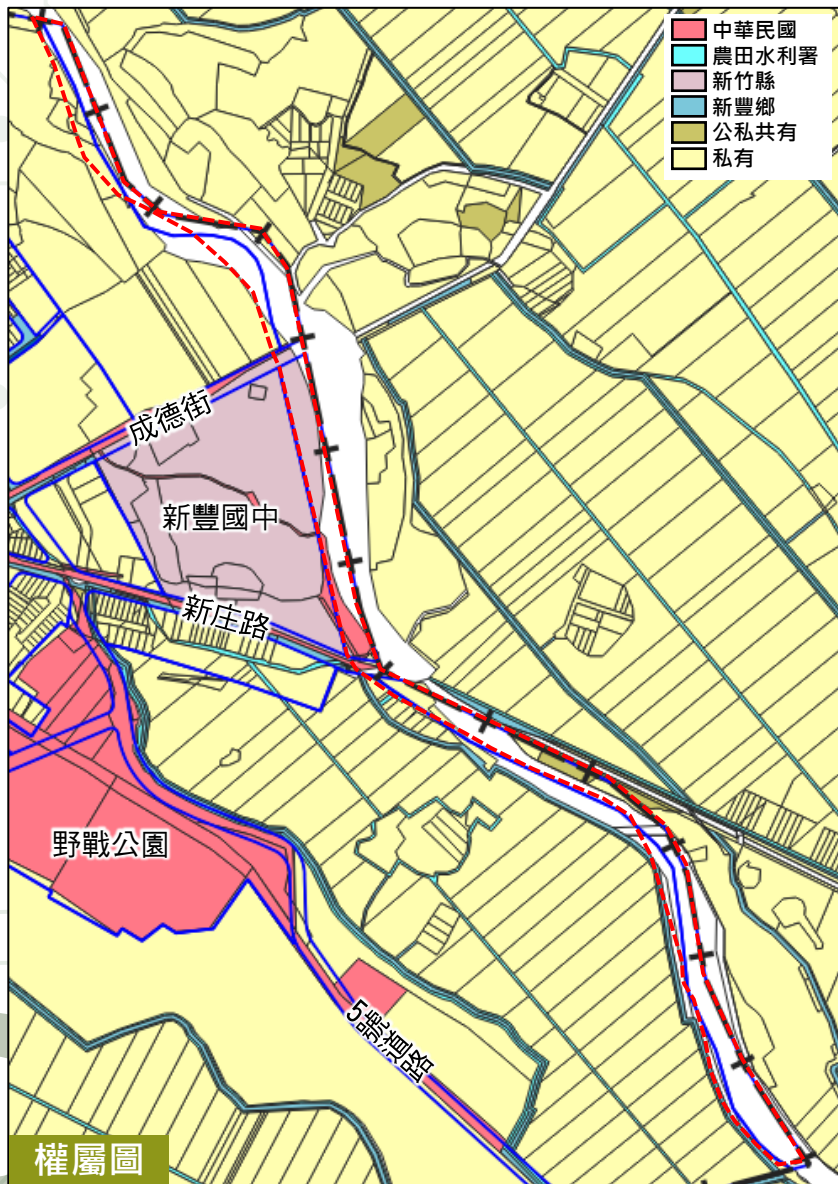 中華民國
農田水利署
新竹縣
新豐鄉
公私共有
私有
成德街
新豐國中
新庄路
野戰公園
5號道路
權屬圖